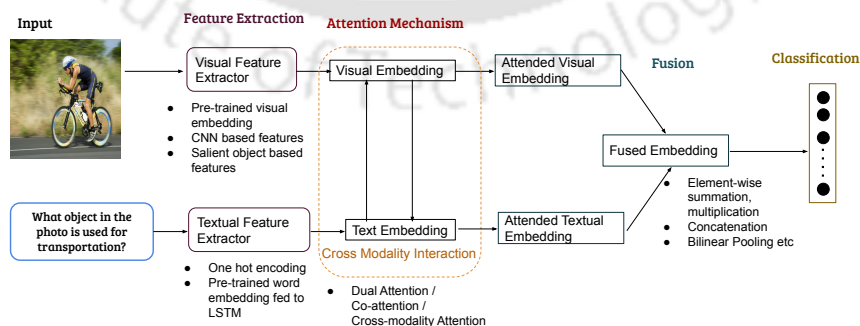 ute of Technolog
Input
Feature Extraction
Attention Mechanism
Fusion
Classification
Visual Feature
Extractor
Visual Embedding
Attended Visual
Embedding
● Pre-trained visual
embedding
● CNN based features
● Salient object based
features
Fused Embedding
● Element-wise
summation,
multiplication
● Concatenation
● Bilinear Pooling etc
What object in the
photo is used for
transportation?
Textual Feature
Extractor
Text Embedding
Cross Modality Interaction
Attended Textual
Embedding
● One hot encoding
● Pre-trained word
embedding fed to
LSTM
● Dual Attention /
Co-attention /
Cross-modality Attention